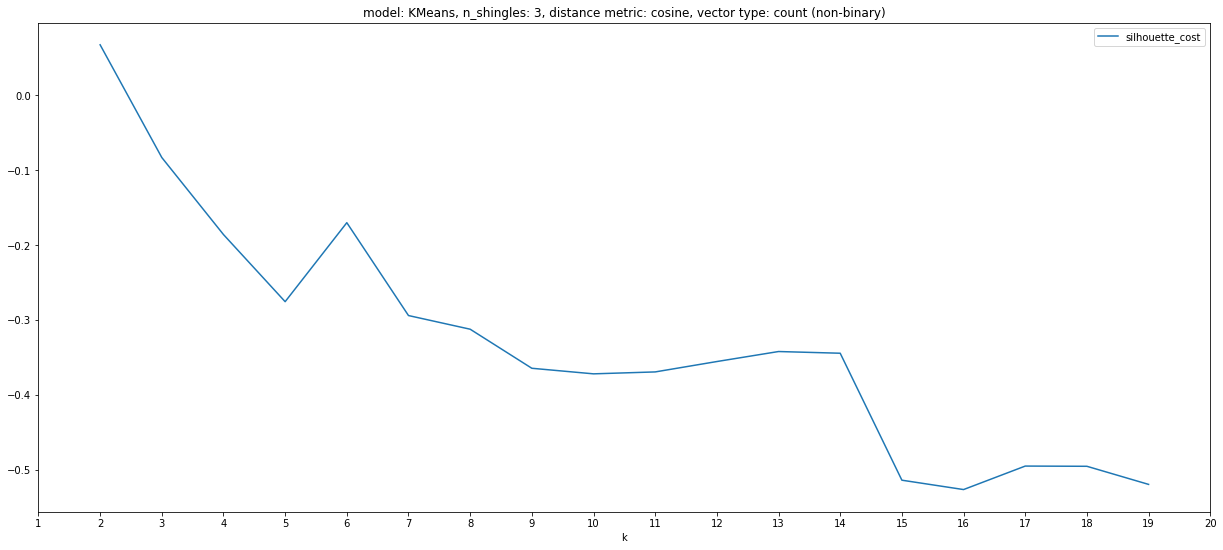 model: KMeans, n_shingles: 3, distance metric: cosine, vector type: count (non-binary)
silhouette_cost
0.0
−0.1
−0.2
−0.3
−0.4
−0.5
1 2 3 4 5 6 7 8 9 10 11 12 13 14 15 16 17 18 19 20
k